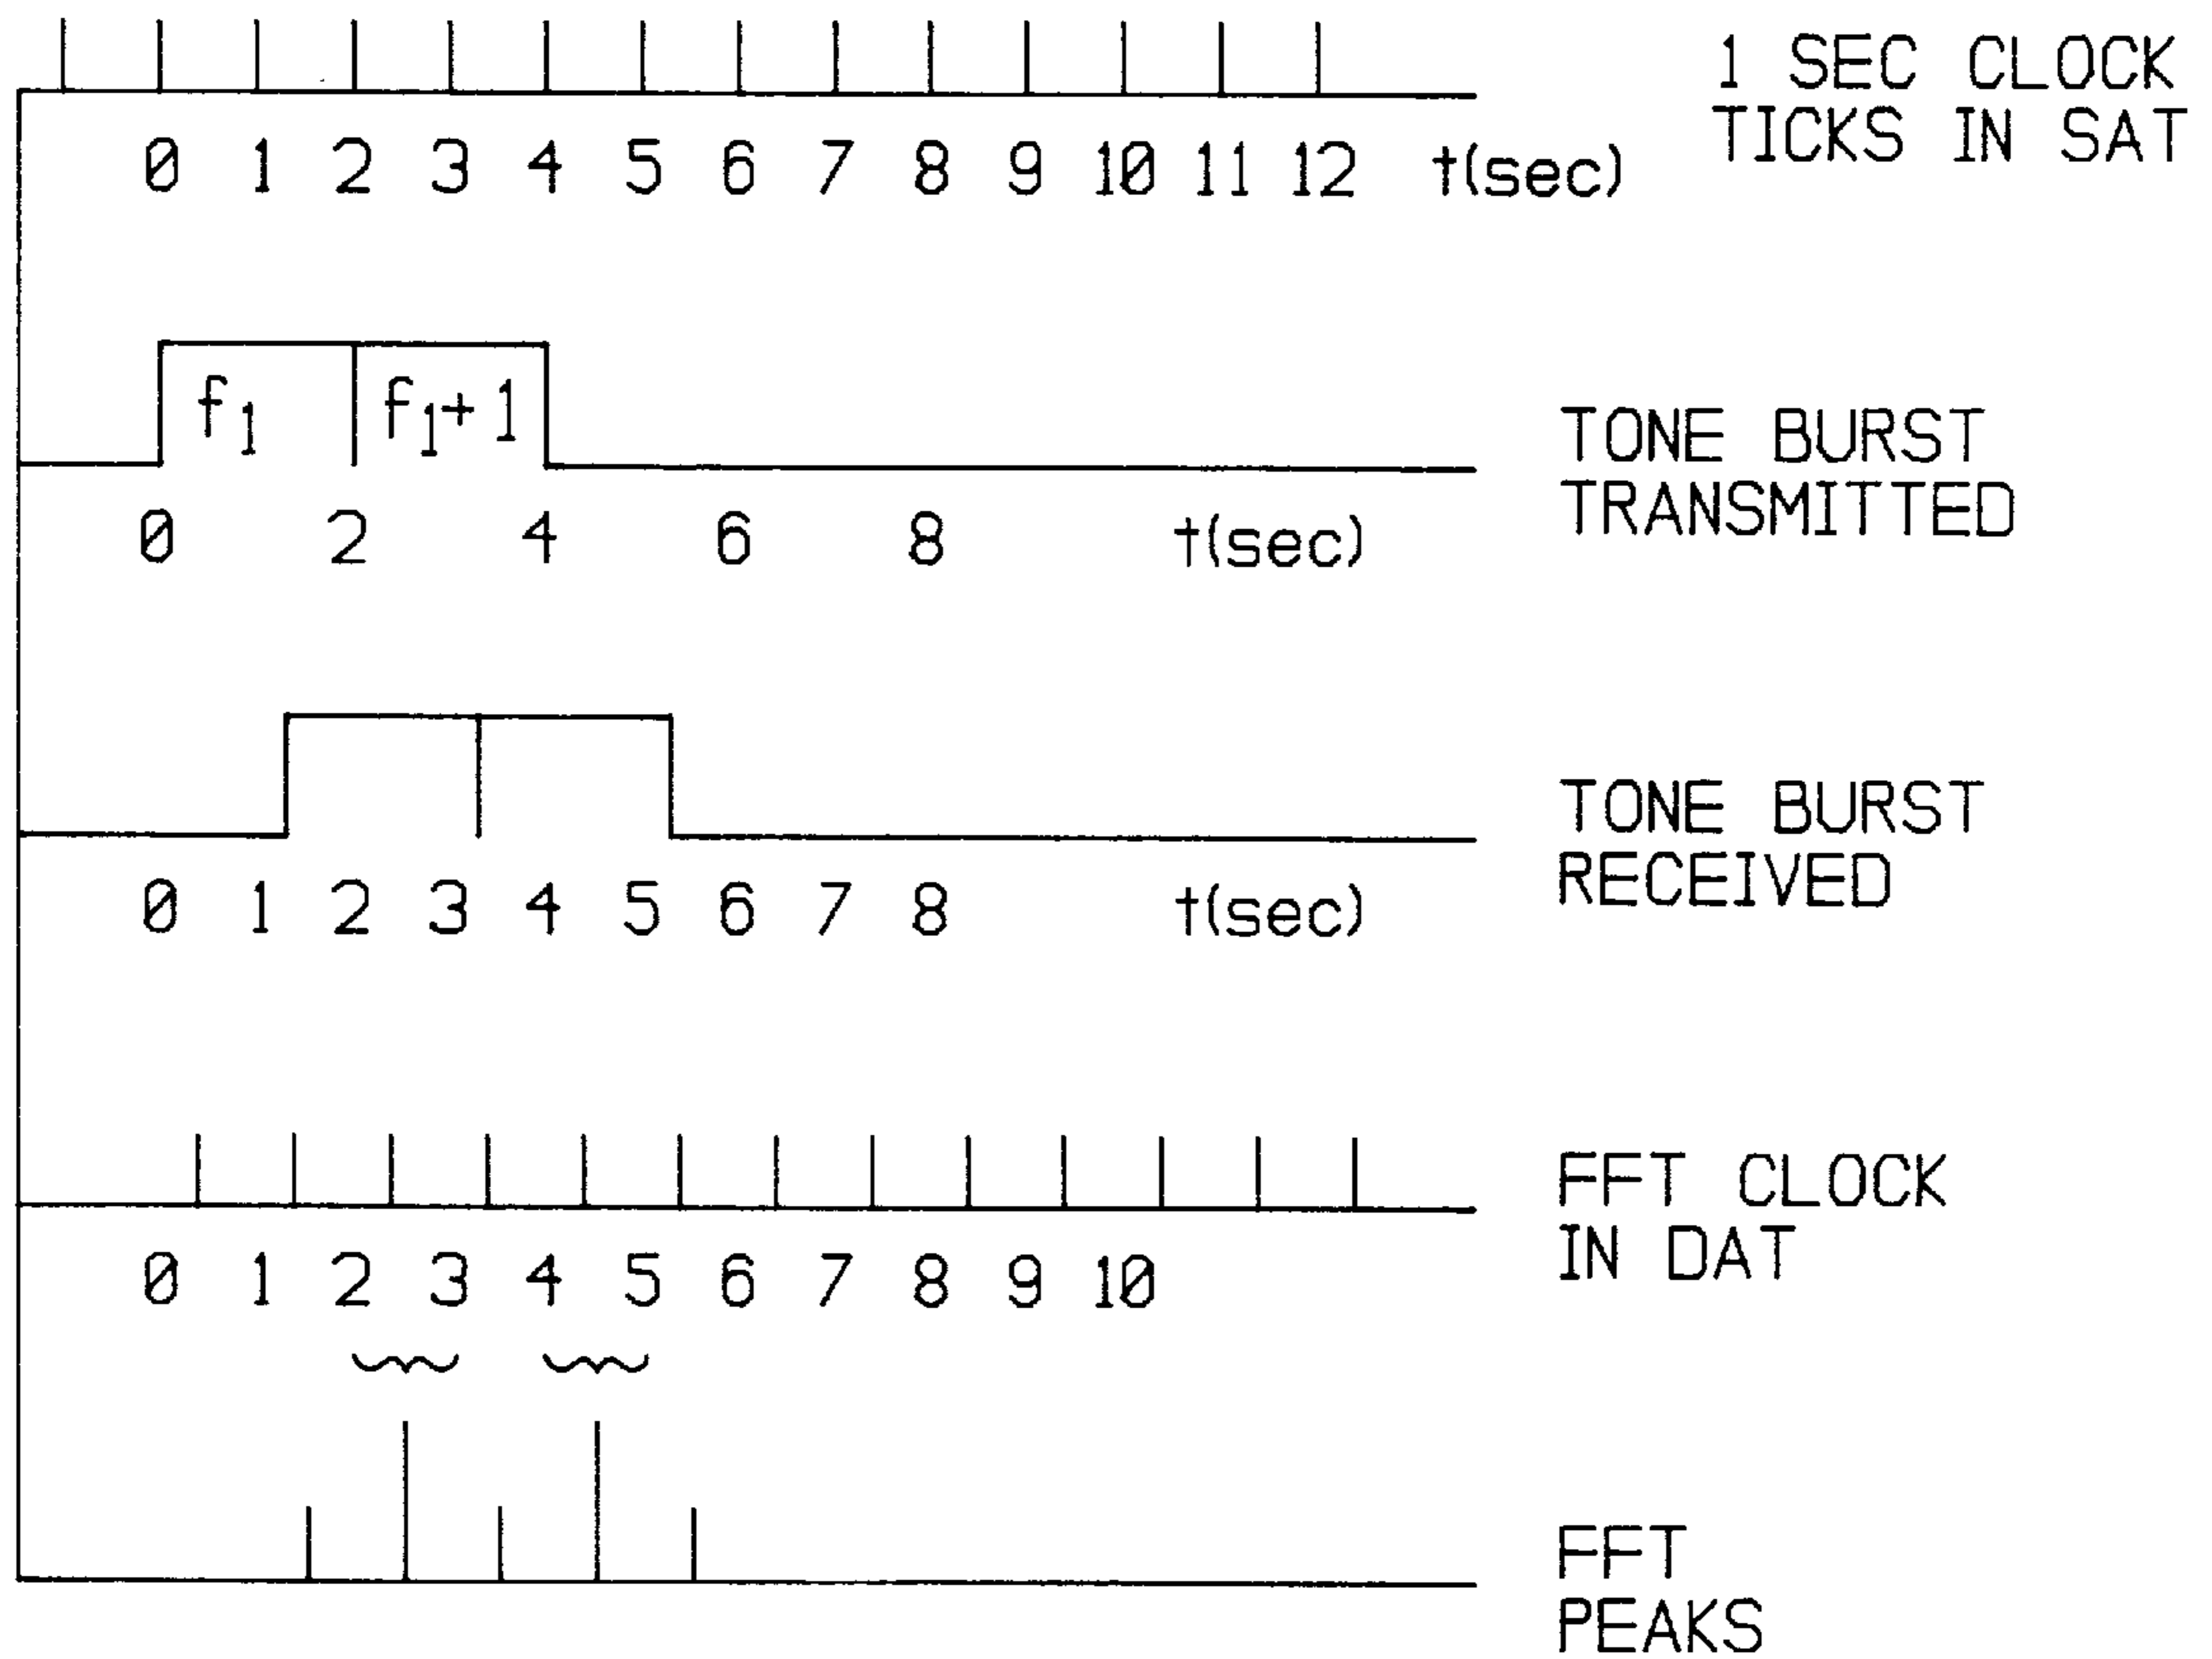 1 SEC CLOCK
TICKS IN SAT
0 1 2 3 4 5 6 7 8 9 10 11 12 t(sec)
f1 f1+1
TONE BURST
TRANSMITTED
0 2 4 6 8 t(sec)
TONE BURST
RECEIVED
0 1 2 3 4 5 6 7 8 t(sec)
FFT CLOCK
IN DAT
0 1 2 3 4 5 6 7 8 9 10
FFT
PEAKS